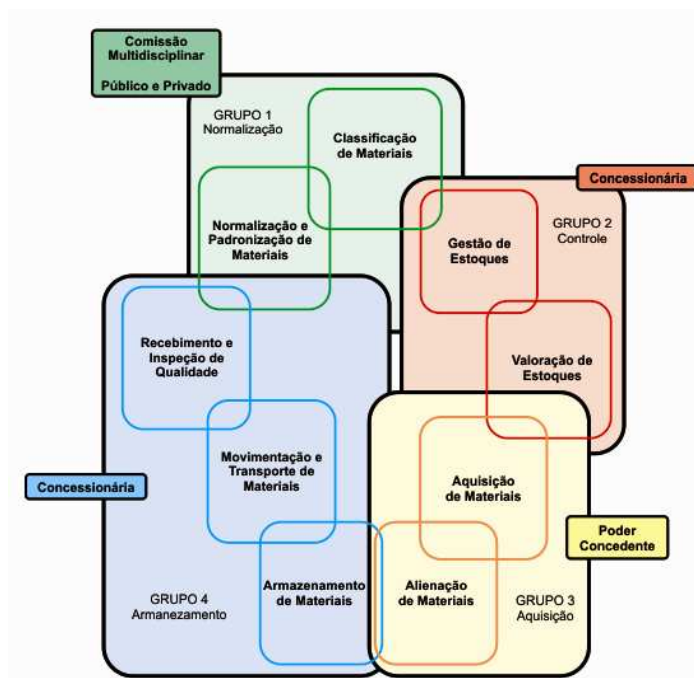 Comissão
Multidisciplinar
Público e Privado
GRUPO 1
Normalização
Classificação
de Materiais
Concessionária
Normalização e
Padronização de
Materiais
Gestão de
Estoques
GRUPO 2
Controle
Recebimento e
Inspeção de
Qualidade
Valoração de
Estoques
Movimentação e
Transporte de
Materiais
Aquisição
de Materiais
Concessionária
Poder
Concedente
Armazenamento
de Materiais
Alienação
de Materiais
GRUPO 4
Armanezamento
GRUPO 3
Aquisição